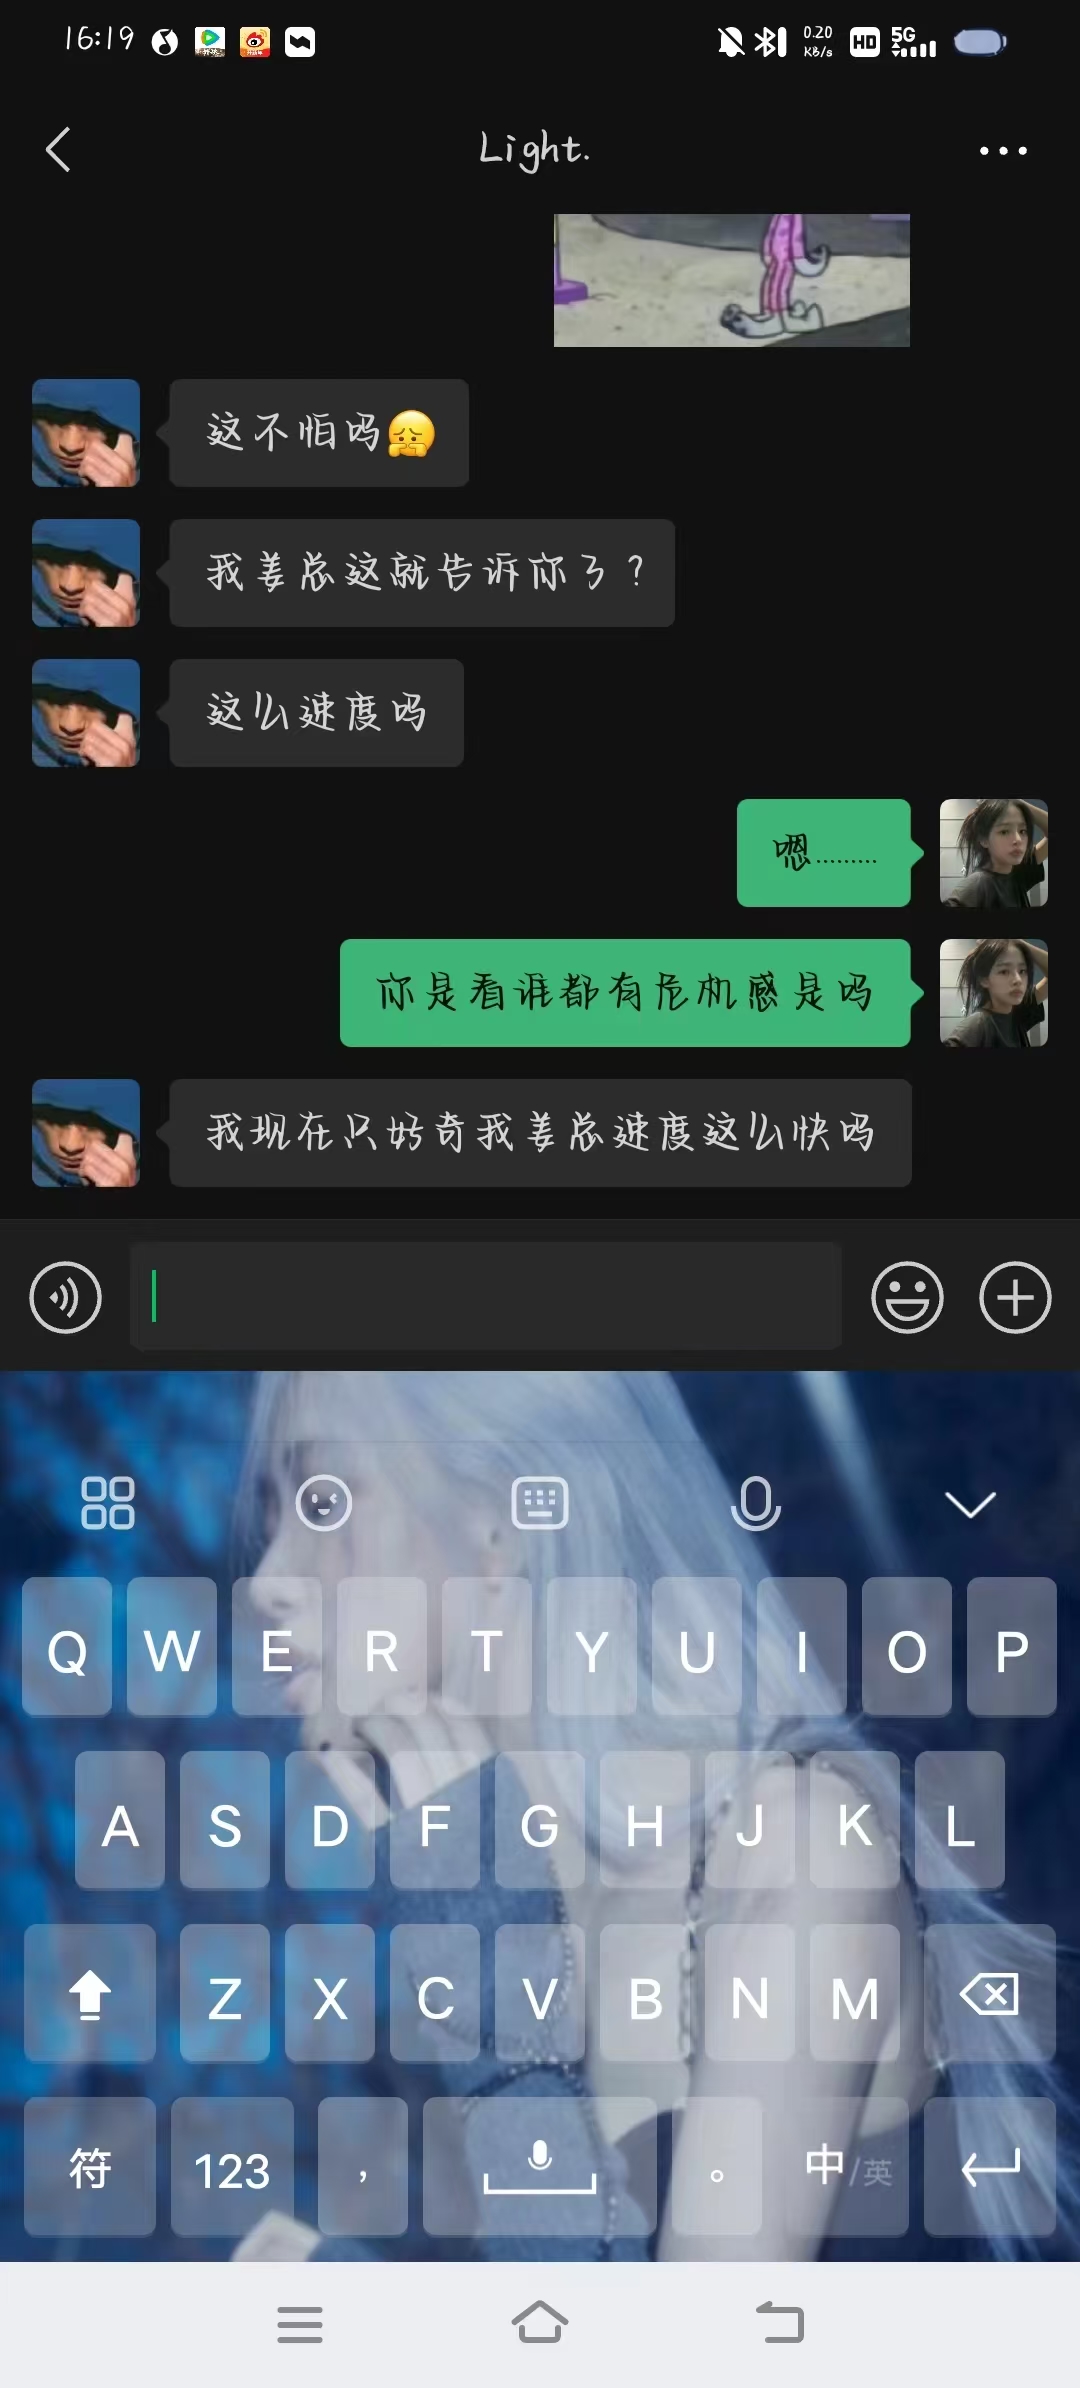 16:19
0.20
KB/s
HD
5G
Light.
这不怕吗
我姜总这就告诉你了？
这么速度吗
嗯.........
你是看谁都有危机感是吗
我现在只好奇我姜总速度这么快吗
Q W E R T Y U I O P
A S D F G H J K L
Z X C V B N M
符 123 ， 。 中/英